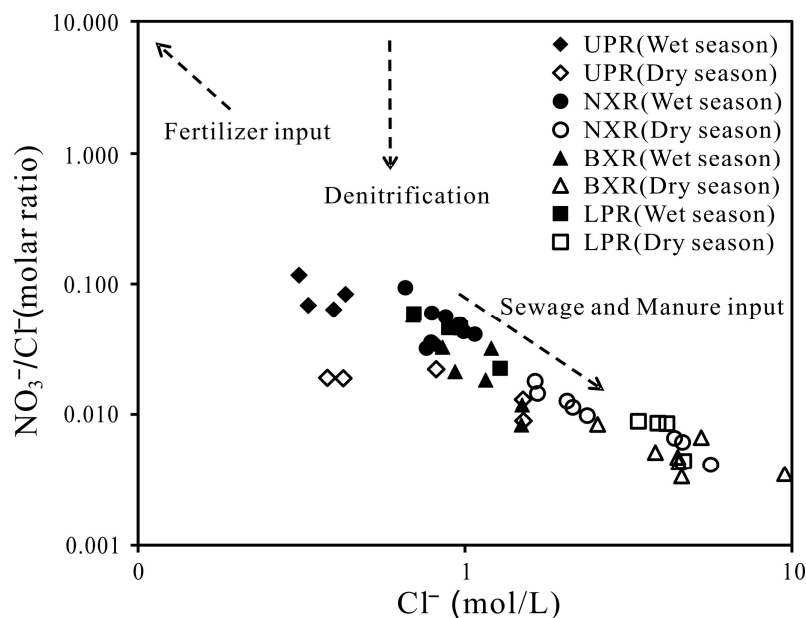 10.000
1.000
0.100
0.010
0.001
NO₃⁻/Cl⁻(molar ratio)
UPR(Wet season)
UPR(Dry season)
NXR(Wet season)
NXR(Dry season)
BXR(Wet season)
BXR(Dry season)
LPR(Wet season)
LPR(Dry season)
Fertilizer input
Denitrification
Sewage and Manure input
0 1 10
Cl⁻ (mol/L)